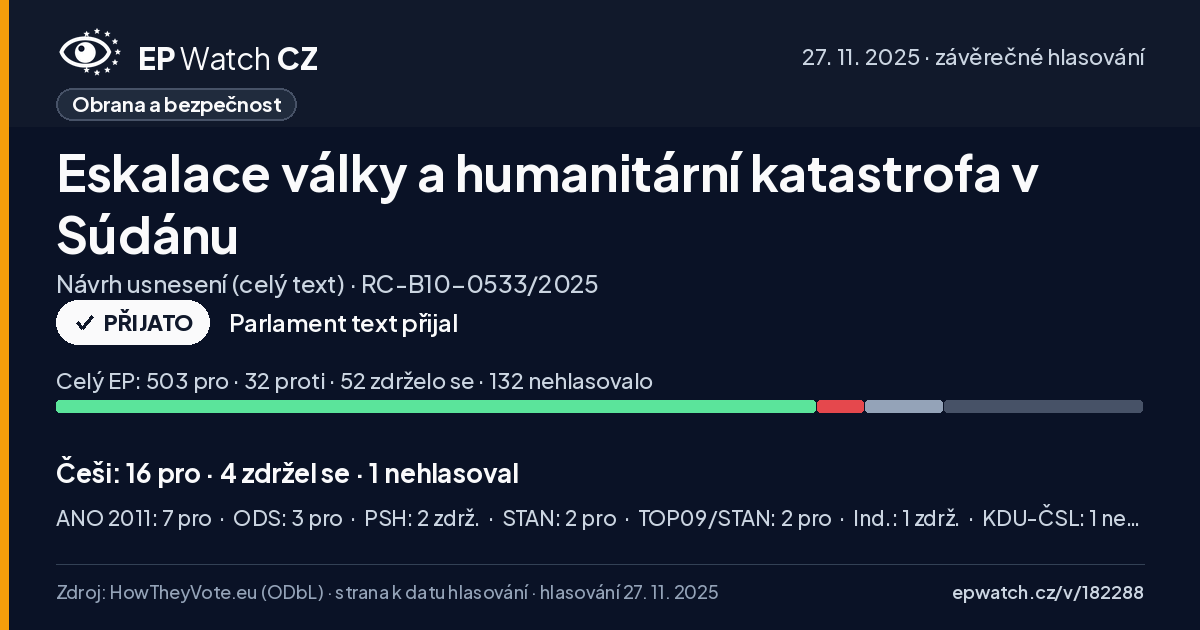 EP Watch CZ
27. 11. 2025 · závěrečné hlasování
Obrana a bezpečnost
Eskalace války a humanitární katastrofa v
Súdánu
Návrh usnesení (celý text) · RC-B10-0533/2025
✓ PŘIJATO
Parlament text přijal
Celý EP: 503 pro · 32 proti · 52 zdrželo se · 132 nehlasovalo
Češi: 16 pro · 4 zdržel se · 1 nehlasoval
ANO 2011: 7 pro · ODS: 3 pro · PSH: 2 zdrž. · STAN: 2 pro · TOP09/STAN: 2 pro · Ind.: 1 zdrž. · KDU-ČSL: 1 ne…
Zdroj: HowTheyVote.eu (ODbL) · strana k datu hlasování · hlasování 27. 11. 2025
epwatch.cz/v/182288